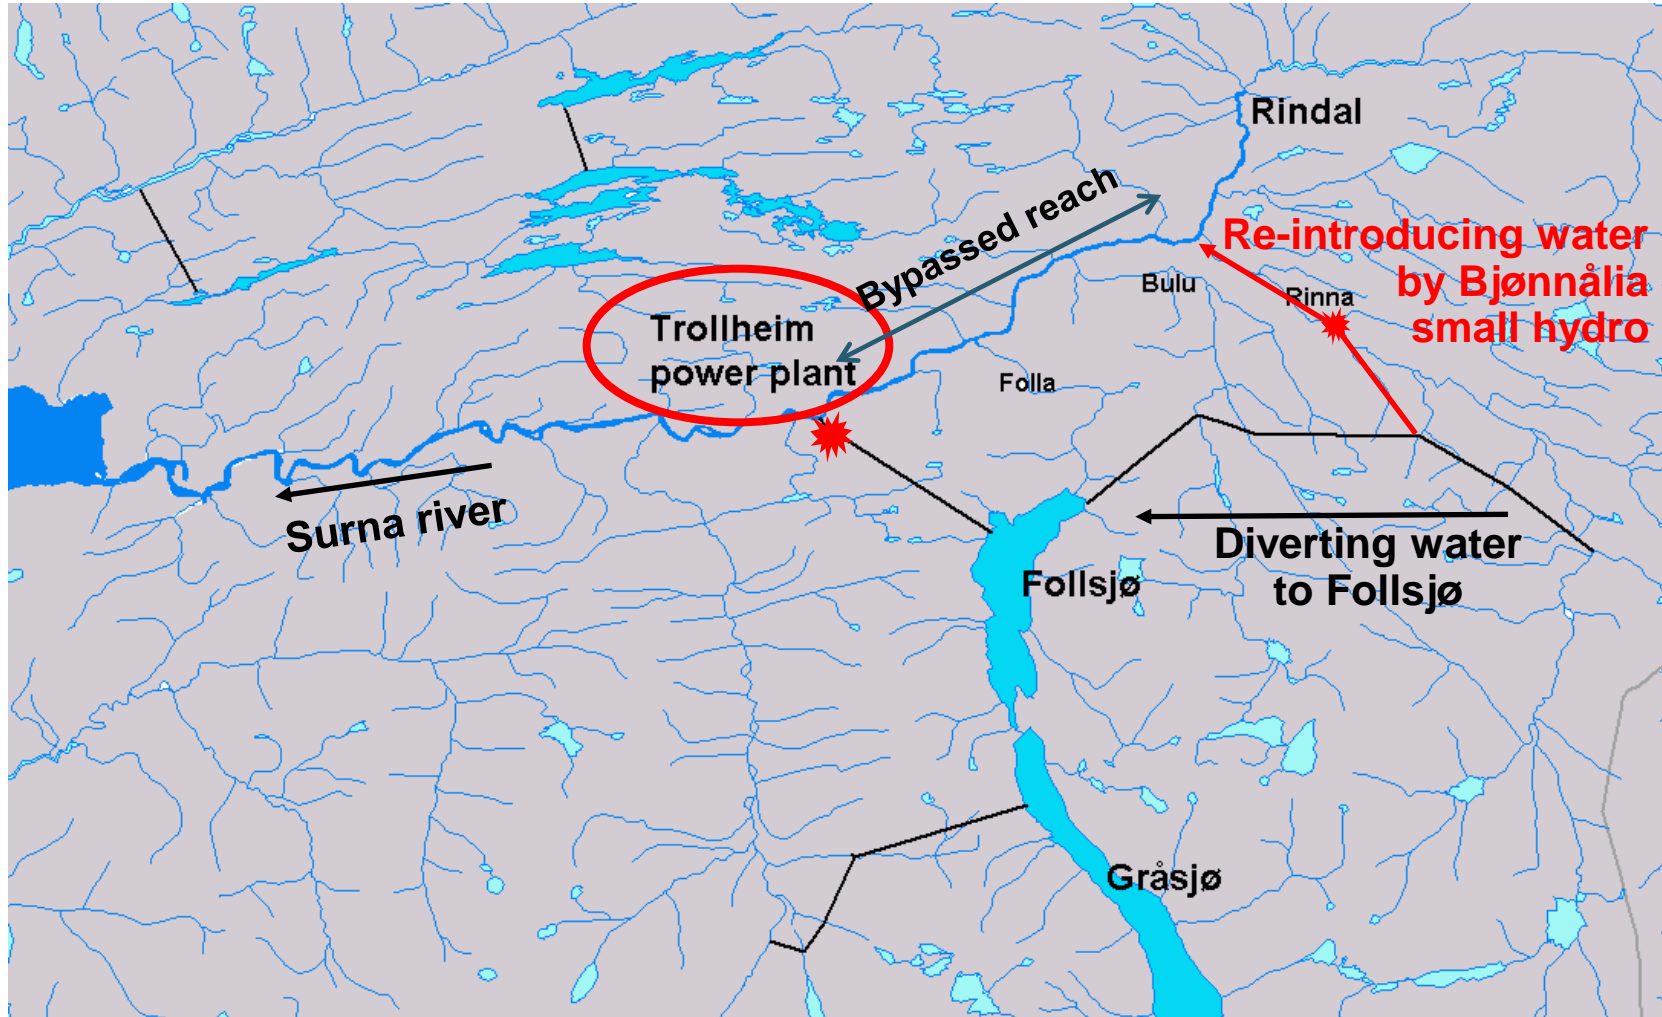 Rindal
Bypassed reach
Re-introducing water
by Bjønnålia
small hydro
Bulu
Rinna
Trollheim
power plant
Folla
Surna river
Diverting water
to Follsjø
Follsjø
Gråsjø